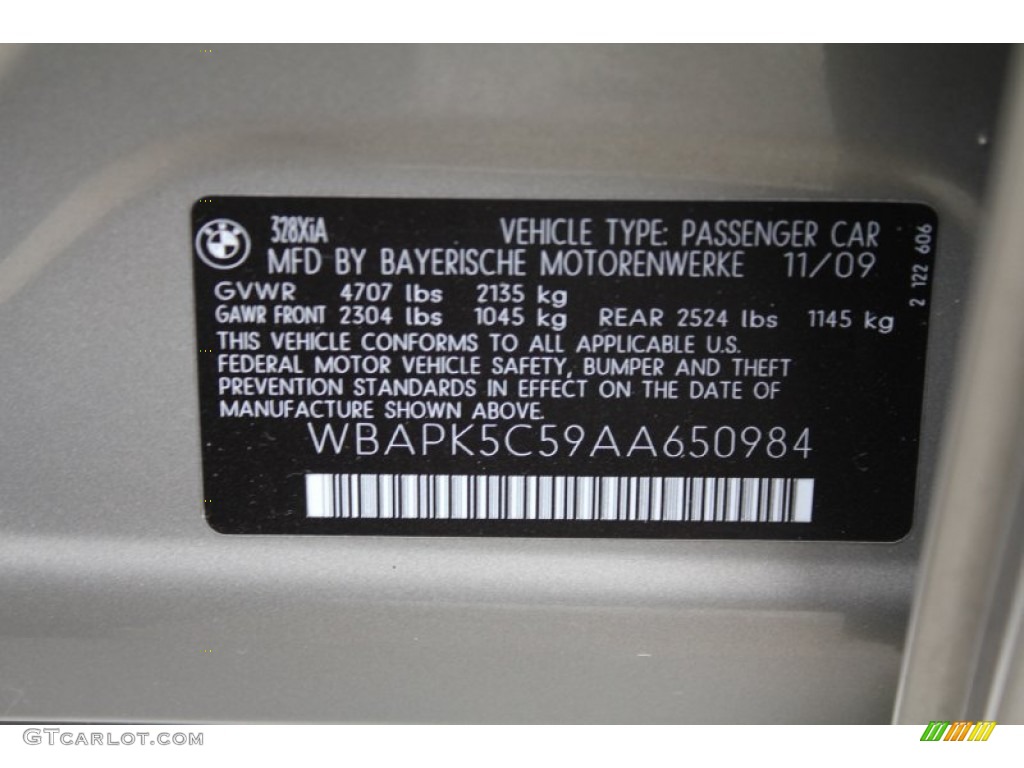 328XiA VEHICLE TYPE: PASSENGER CAR
MFD BY BAYERISCHE MOTORENWERKE 11/09
GVWR 4707 lbs 2135 kg
GAWR FRONT 2304 lbs 1045 kg REAR 2524 lbs 1145 kg
THIS VEHICLE CONFORMS TO ALL APPLICABLE U.S.
FEDERAL MOTOR VEHICLE SAFETY, BUMPER AND THEFT
PREVENTION STANDARDS IN EFFECT ON THE DATE OF
MANUFACTURE SHOWN ABOVE.
WBAPK5C59AA650984
2 122 606
GTCARLOT.COM